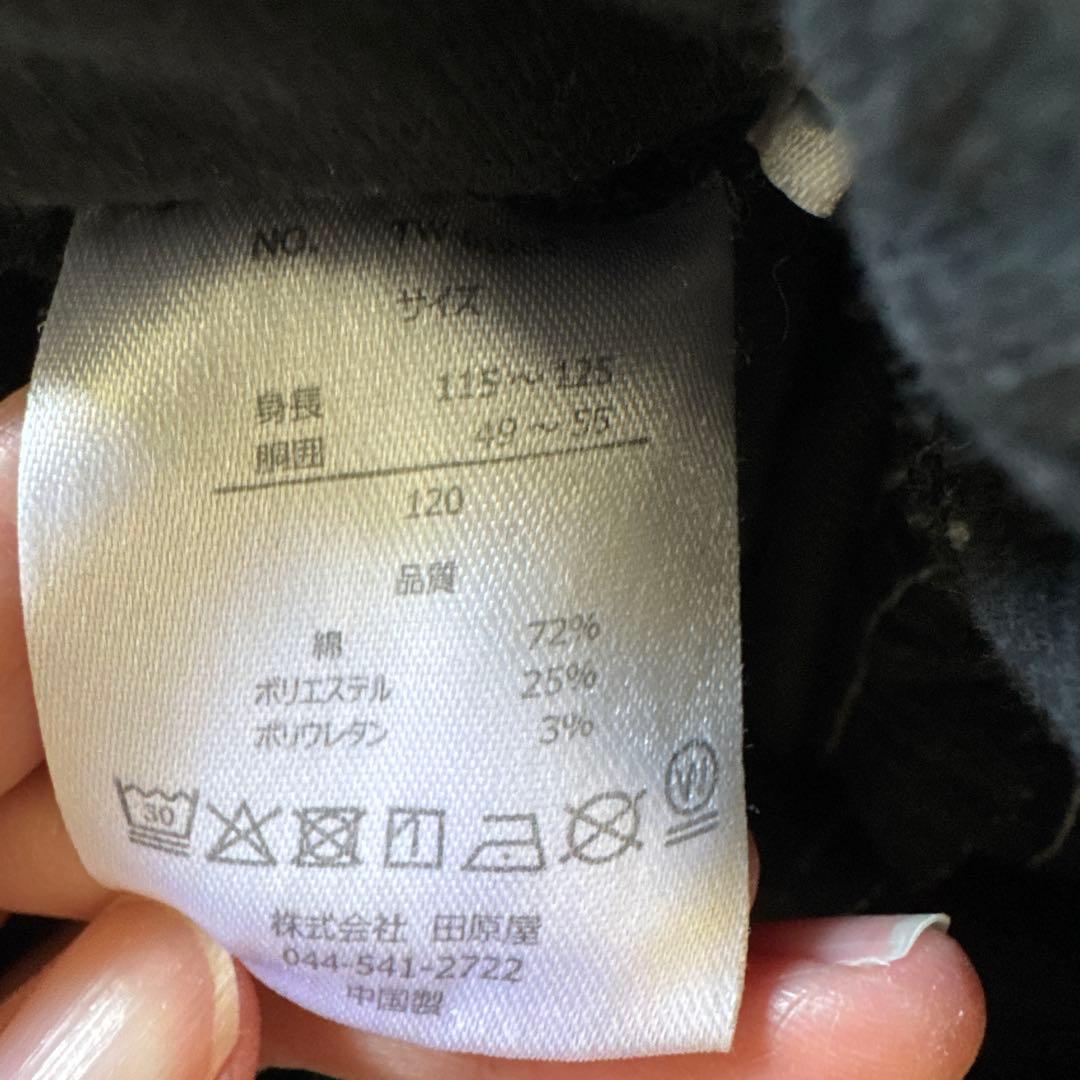 NO. TW
サイズ
身長 115～125
胴囲 49～55
120
品質
綿 72%
ポリエステル 25%
ポリウレタン 3%
30
W
株式会社 田原屋
044-541-2722
中国製